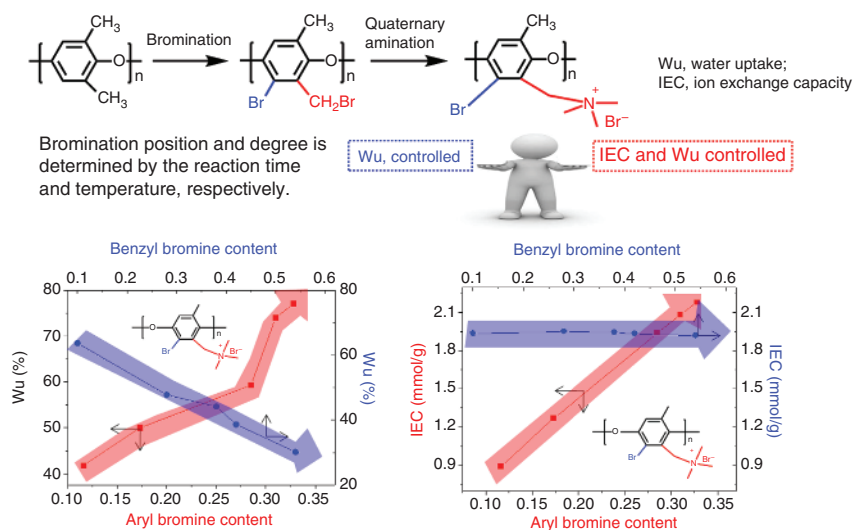 CH3
CH3
O
n
Bromination
CH3
O
n
Br
CH2Br
Quaternary
amination
CH3
O
n
Br
N
+
Br−
Wu, water uptake;
IEC, ion exchange capacity
Bromination position and degree is
determined by the reaction time
and temperature, respectively.
Wu, controlled
IEC and Wu controlled
Benzyl bromine content
0.1 0.2 0.3 0.4 0.5 0.6
80
70
60
50
40
Wu (%)
80
60
40
20
Wu (%)
O
n
Br
N
Br−
0.10 0.15 0.20 0.25 0.30 0.35
Aryl bromine content
Benzyl bromine content
0.1 0.2 0.3 0.4 0.5 0.6
2.1
1.8
1.5
1.2
0.9
IEC (mmol/g)
2.1
1.8
1.5
1.2
0.9
IEC
(mmol/g)
O
n
Br
N
Br−
0.10 0.15 0.20 0.25 0.30 0.35
Aryl bromine content